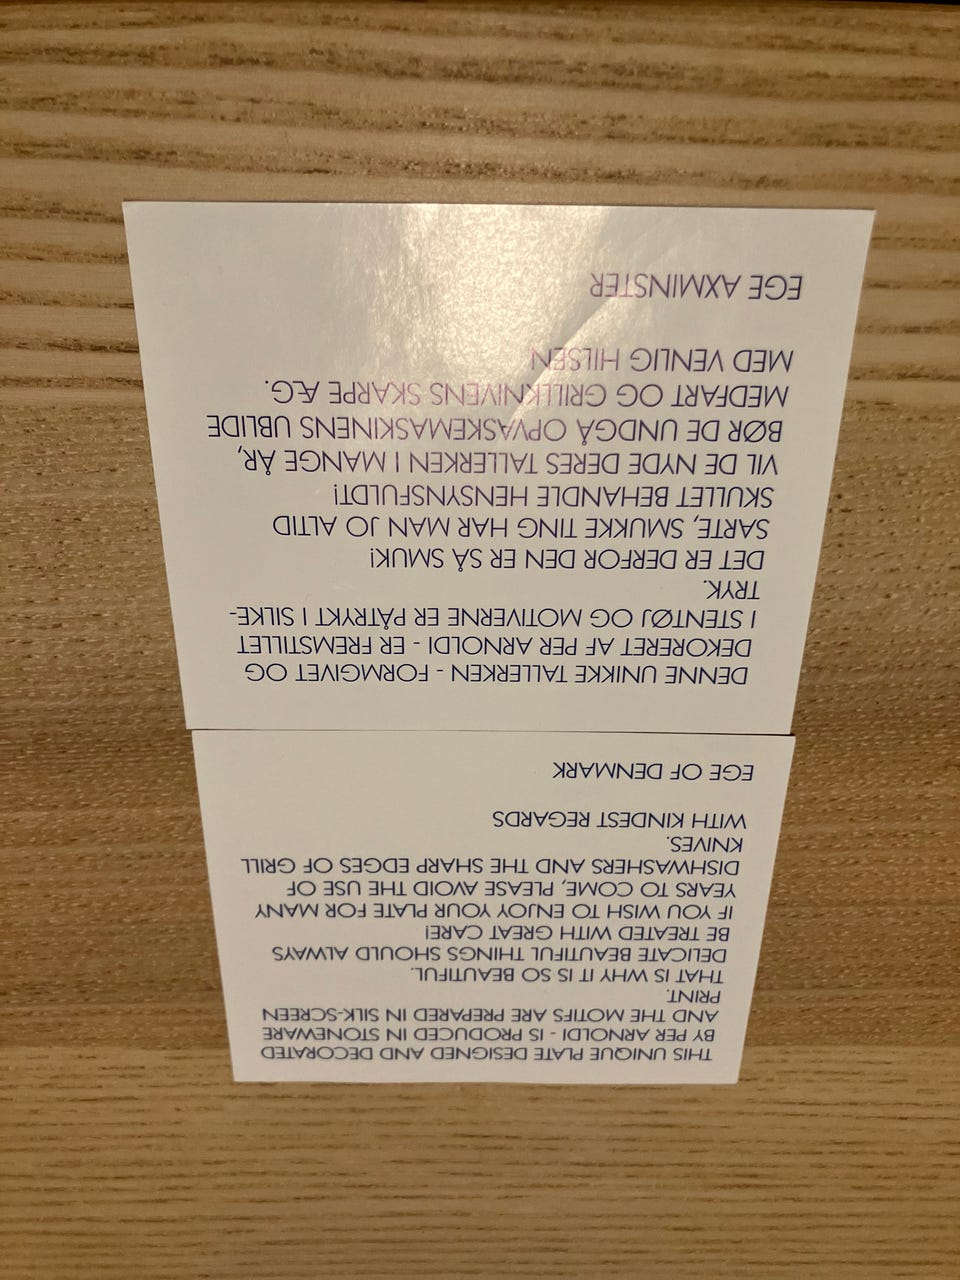 THIS UNIQUE PLATE DESIGNED AND DECORATED
BY PER ARNOLDI - IS PRODUCED IN STONEWARE
AND THE MOTIFS ARE PREPARED IN SILK-SCREEN
PRINT.
THAT IS WHY IT IS SO BEAUTIFUL.
DELICATE BEAUTIFUL THINGS SHOULD ALWAYS
BE TREATED WITH GREAT CARE!
IF YOU WISH TO ENJOY YOUR PLATE FOR MANY
YEARS TO COME, PLEASE AVOID THE USE OF
DISHWASHERS AND THE SHARP EDGES OF GRILL
KNIVES.
WITH KINDEST REGARDS
EGE OF DENMARK
DENNE UNIKKE TALLERKEN - FORMGIVET OG
DEKORERET AF PER ARNOLDI - ER FREMSTILLET
I STENTØJ OG MOTIVERNE ER PÅTRYKT I SILKE-
TRYK.
DET ER DERFOR DEN ER SÅ SMUK!
SARTE, SMUKKE TING HAR MAN JO ALTID
SKULLET BEHANDLE HENSYNSFULDT!
VIL DE NYDE DERES TALLERKEN I MANGE ÅR,
BØR DE UNDGÅ OPVASKEMASKINENS UBLIDE
MEDFART OG GRILLKNIVENS SKARPE ÆG.
MED VENLIG HILSEN
EGE AXMINSTER